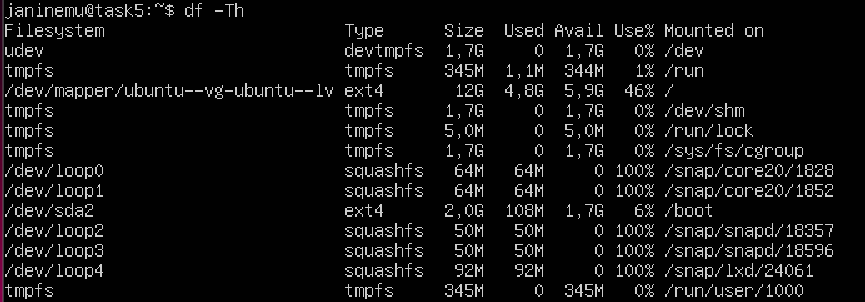 janinemu@task5:~$ df -Th
Filesystem                        Type      Size  Used Avail Use% Mounted on
udev                              devtmpfs  1,7G     0  1,7G   0% /dev
tmpfs                             tmpfs     345M  1,1M  344M   1% /run
/dev/mapper/ubuntu--vg-ubuntu--lv ext4       12G  4,8G  5,9G  46% /
tmpfs                             tmpfs     1,7G     0  1,7G   0% /dev/shm
tmpfs                             tmpfs     5,0M     0  5,0M   0% /run/lock
tmpfs                             tmpfs     1,7G     0  1,7G   0% /sys/fs/cgroup
/dev/loop0                        squashfs   64M   64M     0 100% /snap/core20/1828
/dev/loop1                        squashfs   64M   64M     0 100% /snap/core20/1852
/dev/sda2                         ext4      2,0G  108M  1,7G   6% /boot
/dev/loop2                        squashfs   50M   50M     0 100% /snap/snapd/18357
/dev/loop3                        squashfs   50M   50M     0 100% /snap/snapd/18596
/dev/loop4                        squashfs   92M   92M     0 100% /snap/lxd/24061
tmpfs                             tmpfs     345M     0  345M   0% /run/user/1000